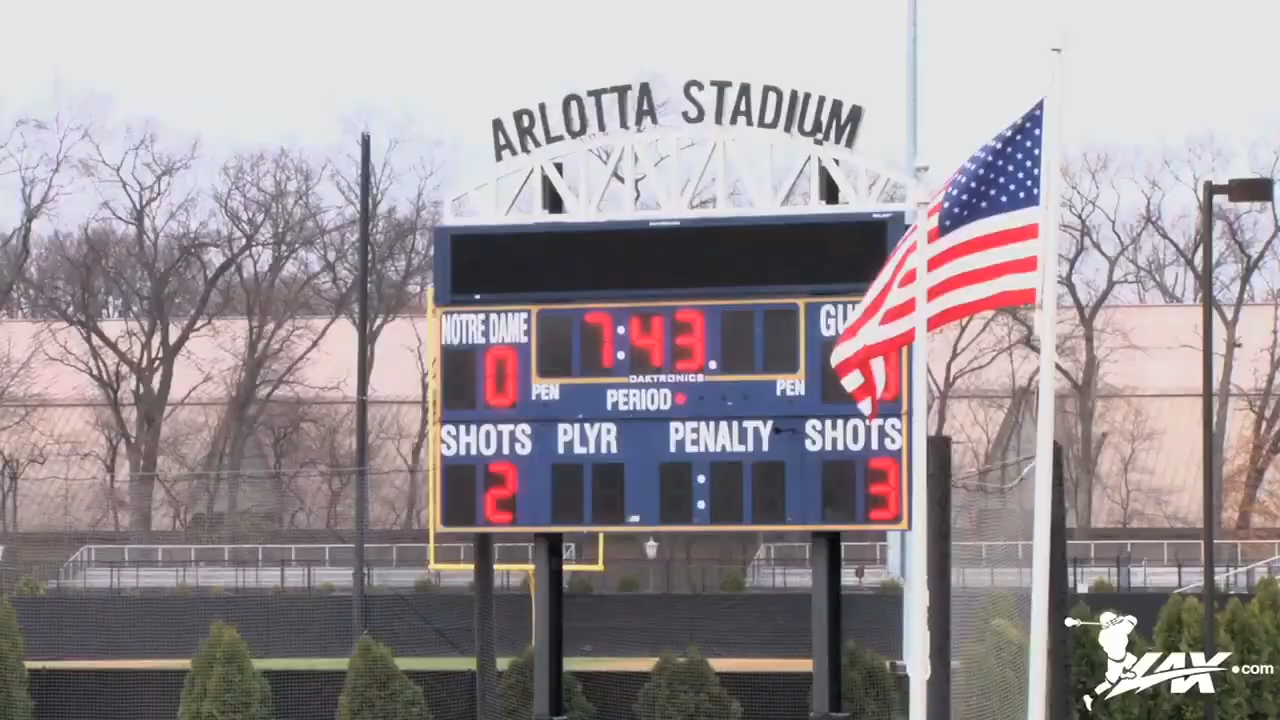 ARLOTTA STADIUM
NOTRE DAME
7:43
0
PEN
DAKTRONICS
PERIOD
PEN
SHOTS
PLYR
PENALTY
SHOTS
2
3
LAX.com